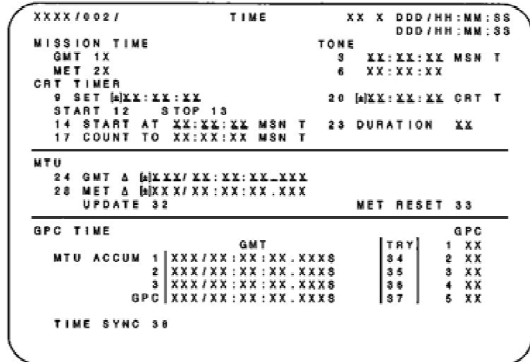 XXXX/002/ TIME XX X DDD/HH:MM:SS
DDD/HH:MM:SS
MISSION TIME TONE
GMT 1X 3 XX:XX:XX MSN T
MET 2X 6 XX:XX:XX
CRT TIMER
9 SET [±]XX:XX:XX 20 [±]XX:XX:XX CRT T
START 12 STOP 13
14 START AT XX:XX:XX MSN T 23 DURATION XX
17 COUNT TO XX:XX:XX MSN T
MTU
24 GMT Δ [±]XXX/XX:XX:XX.XXX
28 MET Δ [±]XXX/XX:XX:XX.XXX
UPDATE 32 MET RESET 33
GPC TIME GPC
GMT TRY 1 XX
MTU ACCUM 1 XXX/XX:XX:XX.XXXS 34 2 XX
2 XXX/XX:XX:XX.XXXS 35 3 XX
3 XXX/XX:XX:XX.XXXS 36 4 XX
GPC XXX/XX:XX:XX.XXXS 37 5 XX
TIME SYNC 38